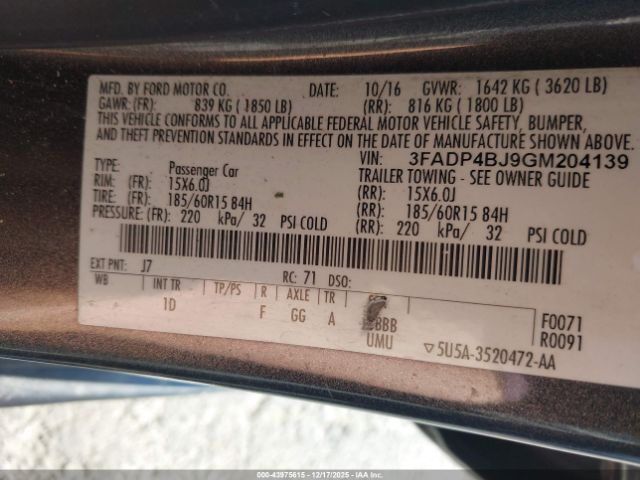 MFD. BY FORD MOTOR CO. DATE: 10/16 GVWR: 1642 KG ( 3620 LB)
GAWR: (FR): 839 KG ( 1850 LB) (RR): 816 KG ( 1800 LB)
THIS VEHICLE CONFORMS TO ALL APPLICABLE FEDERAL MOTOR VEHICLE SAFETY, BUMPER,
AND THEFT PREVENTION STANDARDS IN EFFECT ON THE DATE OF MANUFACTURE SHOWN ABOVE.
VIN: 3FADP4BJ9GM204139
TYPE: Passenger Car TRAILER TOWING - SEE OWNER GUIDE
RIM: (FR): 15X6.0J (RR): 15X6.0J
TIRE: (FR): 185/60R15 84H (RR): 185/60R15 84H
PRESSURE: (FR): 220 kPa/ 32 PSI COLD (RR): 220 kPa/ 32 PSI COLD
EXT PNT: J7 RC: 71 DSO:
WB INT TR TP/PS R AXLE TR
1D F GG A BBB F0071
UMU ▽5U5A-3520472-AA R0091
000-43975615 - 12/17/2025 - IAAI.COM